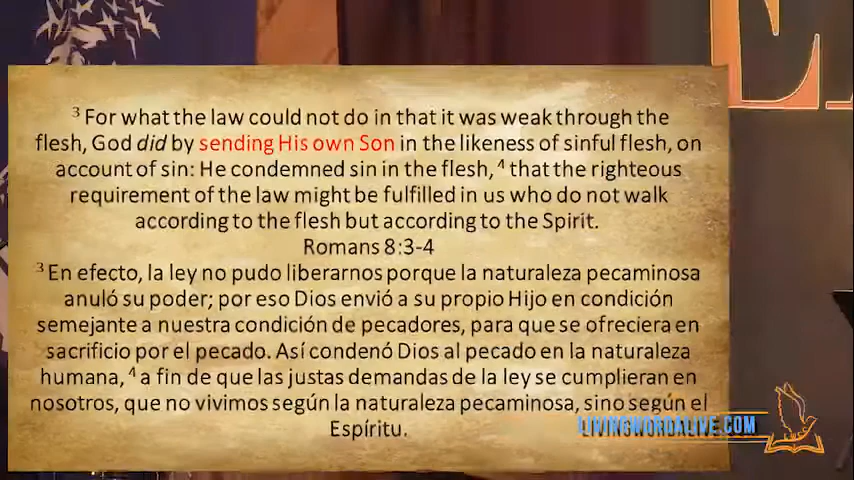 ³ For what the law could not do in that it was weak through the
flesh, God did by sending His own Son in the likeness of sinful flesh, on
account of sin: He condemned sin in the flesh, ⁴ that the righteous
requirement of the law might be fulfilled in us who do not walk
according to the flesh but according to the Spirit.
Romans 8:3-4
³ En efecto, la ley no pudo liberarnos porque la naturaleza pecaminosa
anuló su poder; por eso Dios envió a su propio Hijo en condición
semejante a nuestra condición de pecadores, para que se ofreciera en
sacrificio por el pecado. Así condenó Dios al pecado en la naturaleza
humana, ⁴ a fin de que las justas demandas de la ley se cumplieran en
nosotros, que no vivimos según la naturaleza pecaminosa, sino según el
Espíritu.
LIVINGWORDALIVE.COM